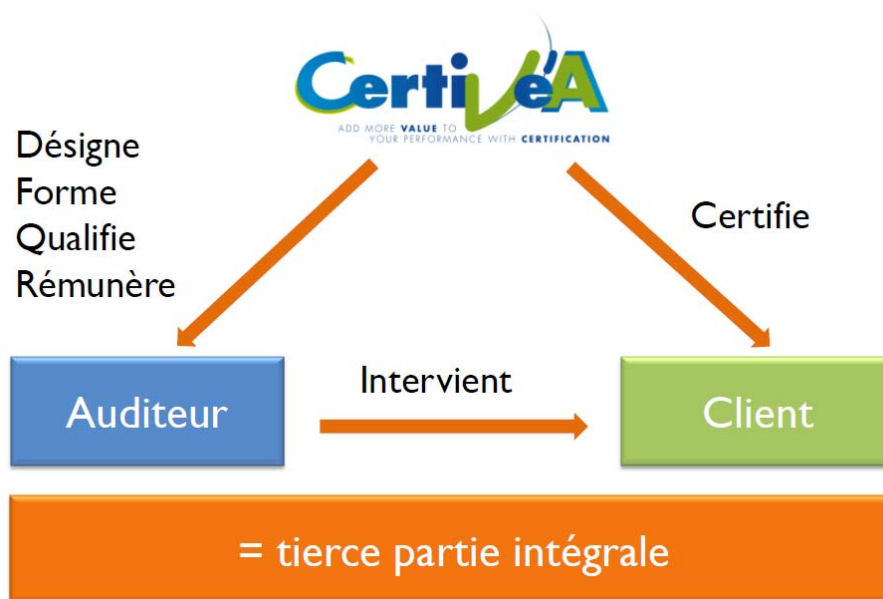 CertiVéA
ADD MORE VALUE TO
YOUR PERFORMANCE WITH CERTIFICATION
Désigne
Forme
Qualifie
Rémunère
Certifie
Intervient
Auditeur
Client
= tierce partie intégrale